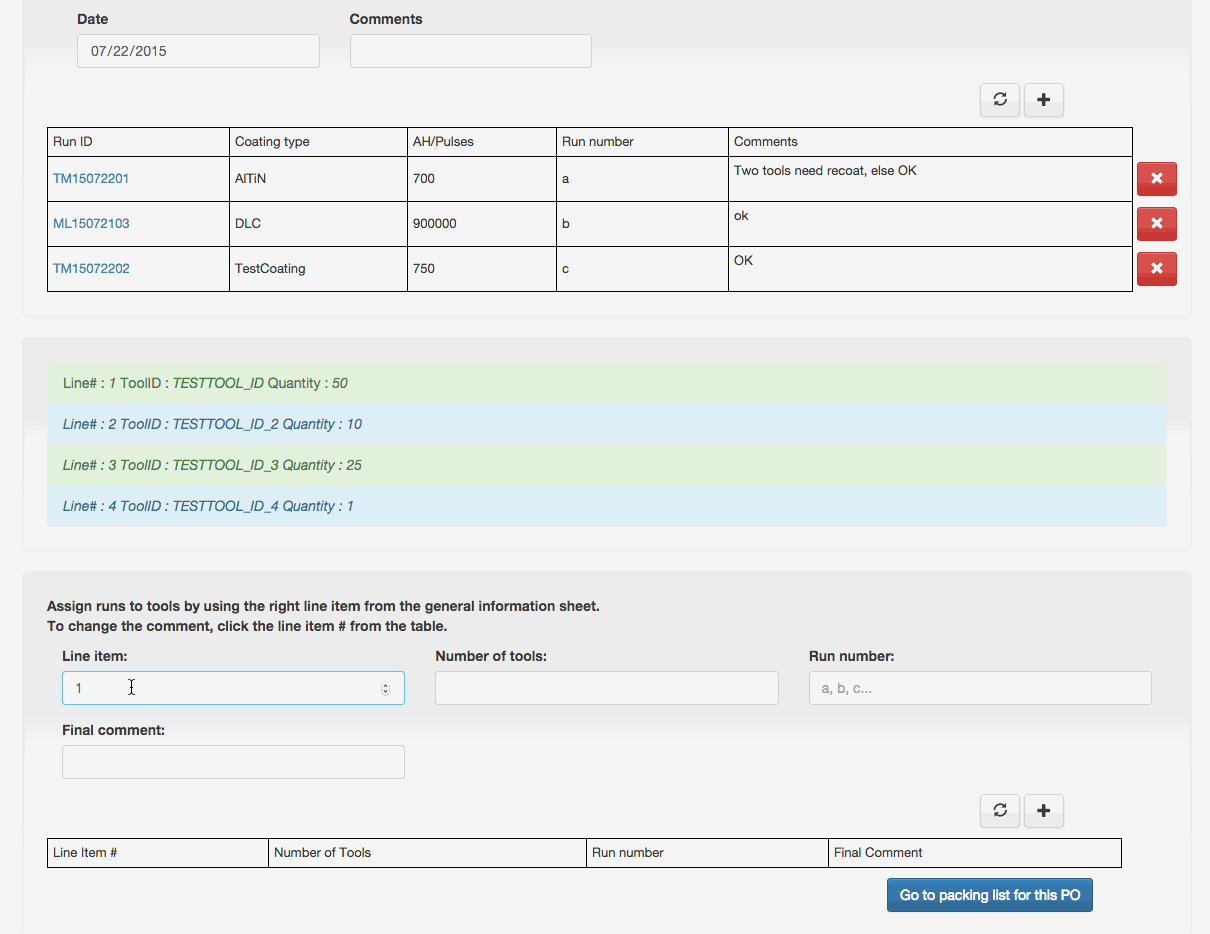 Date Comments
07/22/2015
Run ID Coating type AH/Pulses Run number Comments
TM15072201 AlTiN 700 a Two tools need recoat, else OK
ML15072103 DLC 900000 b ok
TM15072202 TestCoating 750 c OK
Line# : 1 ToolID : TESTTOOL_ID Quantity : 50
Line# : 2 ToolID : TESTTOOL_ID_2 Quantity : 10
Line# : 3 ToolID : TESTTOOL_ID_3 Quantity : 25
Line# : 4 ToolID : TESTTOOL_ID_4 Quantity : 1
Assign runs to tools by using the right line item from the general information sheet.
To change the comment, click the line item # from the table.
Line item: Number of tools: Run number:
1 a, b, c...
Final comment:
Line Item # Number of Tools Run number Final Comment
Go to packing list for this PO